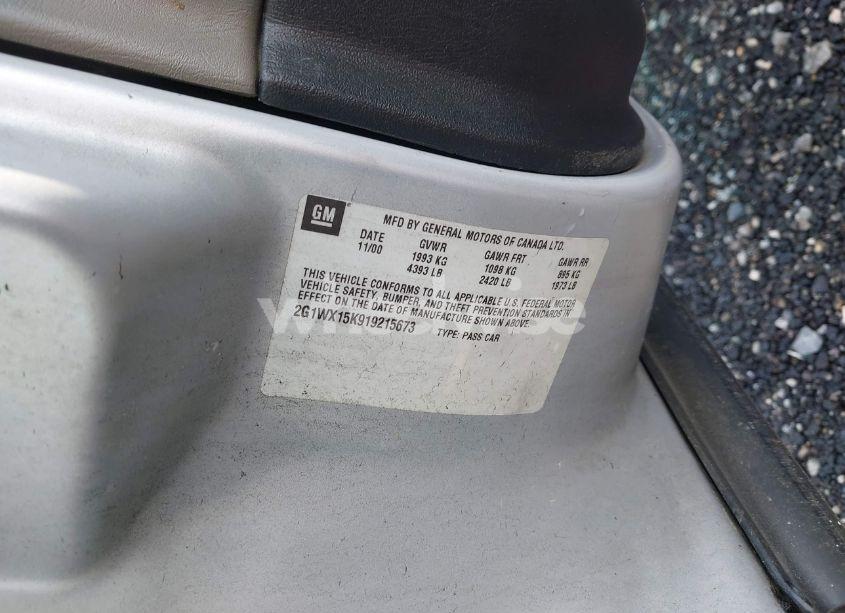 GM
MFD BY GENERAL MOTORS OF CANADA LTD.
DATE GVWR GAWR FRT GAWR RR
11/00 1993 KG 1098 KG 895 KG
4393 LB 2420 LB 1973 LB
THIS VEHICLE CONFORMS TO ALL APPLICABLE U.S. FEDERAL MOTOR
VEHICLE SAFETY, BUMPER, AND THEFT PREVENTION STANDARDS IN
EFFECT ON THE DATE OF MANUFACTURE SHOWN ABOVE.
2G1WX15K919215673 TYPE: PASS CAR